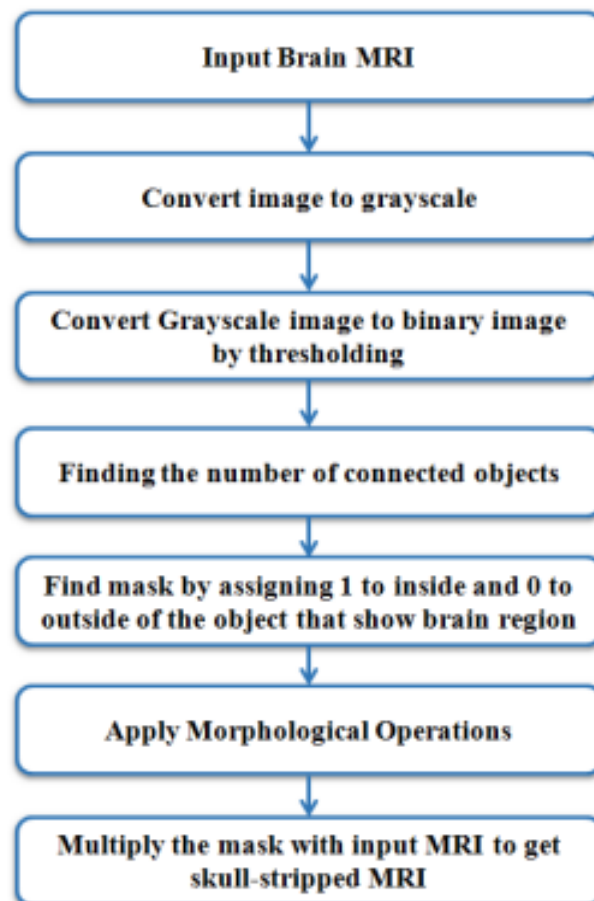 Input Brain MRI
Convert image to grayscale
Convert Grayscale image to binary image
by thresholding
Finding the number of connected objects
Find mask by assigning 1 to inside and 0 to
outside of the object that show brain region
Apply Morphological Operations
Multiply the mask with input MRI to get
skull-stripped MRI